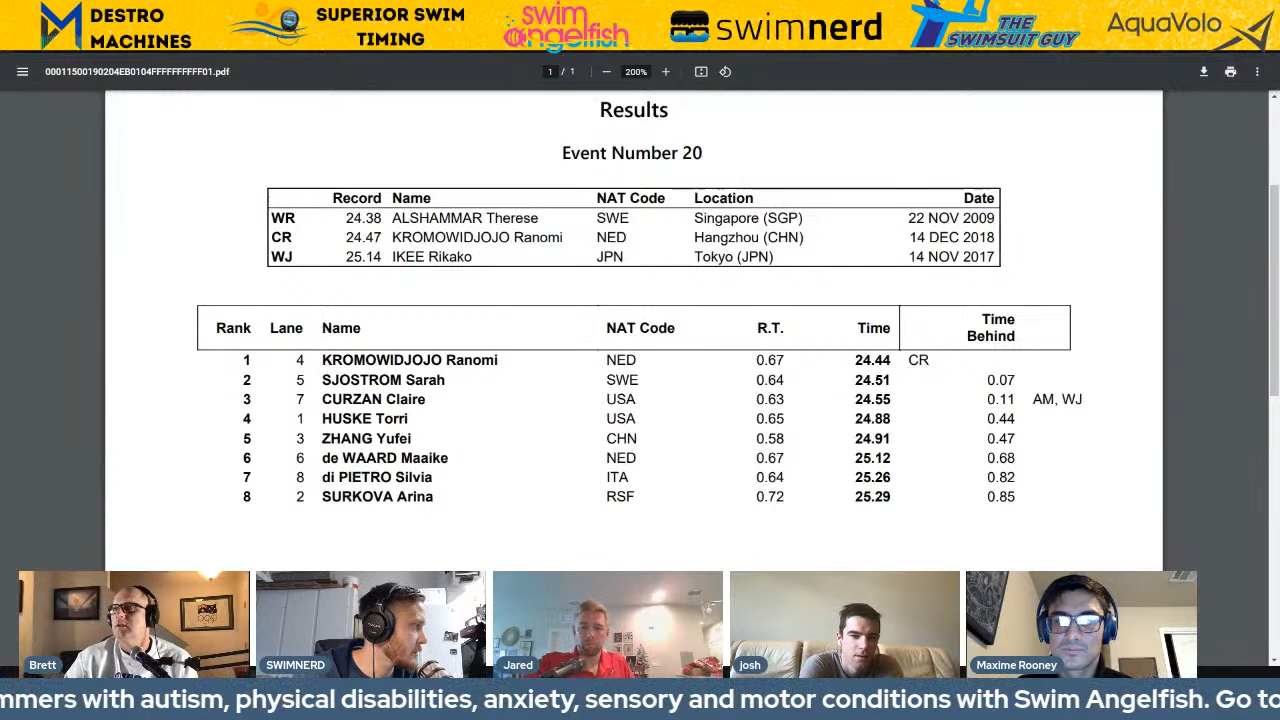 DESTRO
MACHINES
SUPERIOR SWIM
TIMING
swim
angelfish
swimnerd
THE
SWIMSUIT GUY
AquaVolo
00011500190204EB0104FFFFFFFFFF01.pdf
1 / 1
200%
Results
Event Number 20
Record Name NAT Code Location Date
WR 24.38 ALSHAMMAR Therese SWE Singapore (SGP) 22 NOV 2009
CR 24.47 KROMOWIDJOJO Ranomi NED Hangzhou (CHN) 14 DEC 2018
WJ 25.14 IKEE Rikako JPN Tokyo (JPN) 14 NOV 2017
Rank Lane Name NAT Code R.T. Time Time
Behind
1 4 KROMOWIDJOJO Ranomi NED 0.67 24.44 CR
2 5 SJOSTROM Sarah SWE 0.64 24.51 0.07
3 7 CURZAN Claire USA 0.63 24.55 0.11 AM, WJ
4 1 HUSKE Torri USA 0.65 24.88 0.44
5 3 ZHANG Yufei CHN 0.58 24.91 0.47
6 6 de WAARD Maaike NED 0.67 25.12 0.68
7 8 di PIETRO Silvia ITA 0.64 25.26 0.82
8 2 SURKOVA Arina RSF 0.72 25.29 0.85
Brett
SWIMNERD
Jared
josh
Maxime Rooney
mmers with autism, physical disabilities, anxiety, sensory and motor conditions with Swim Angelfish. Go to